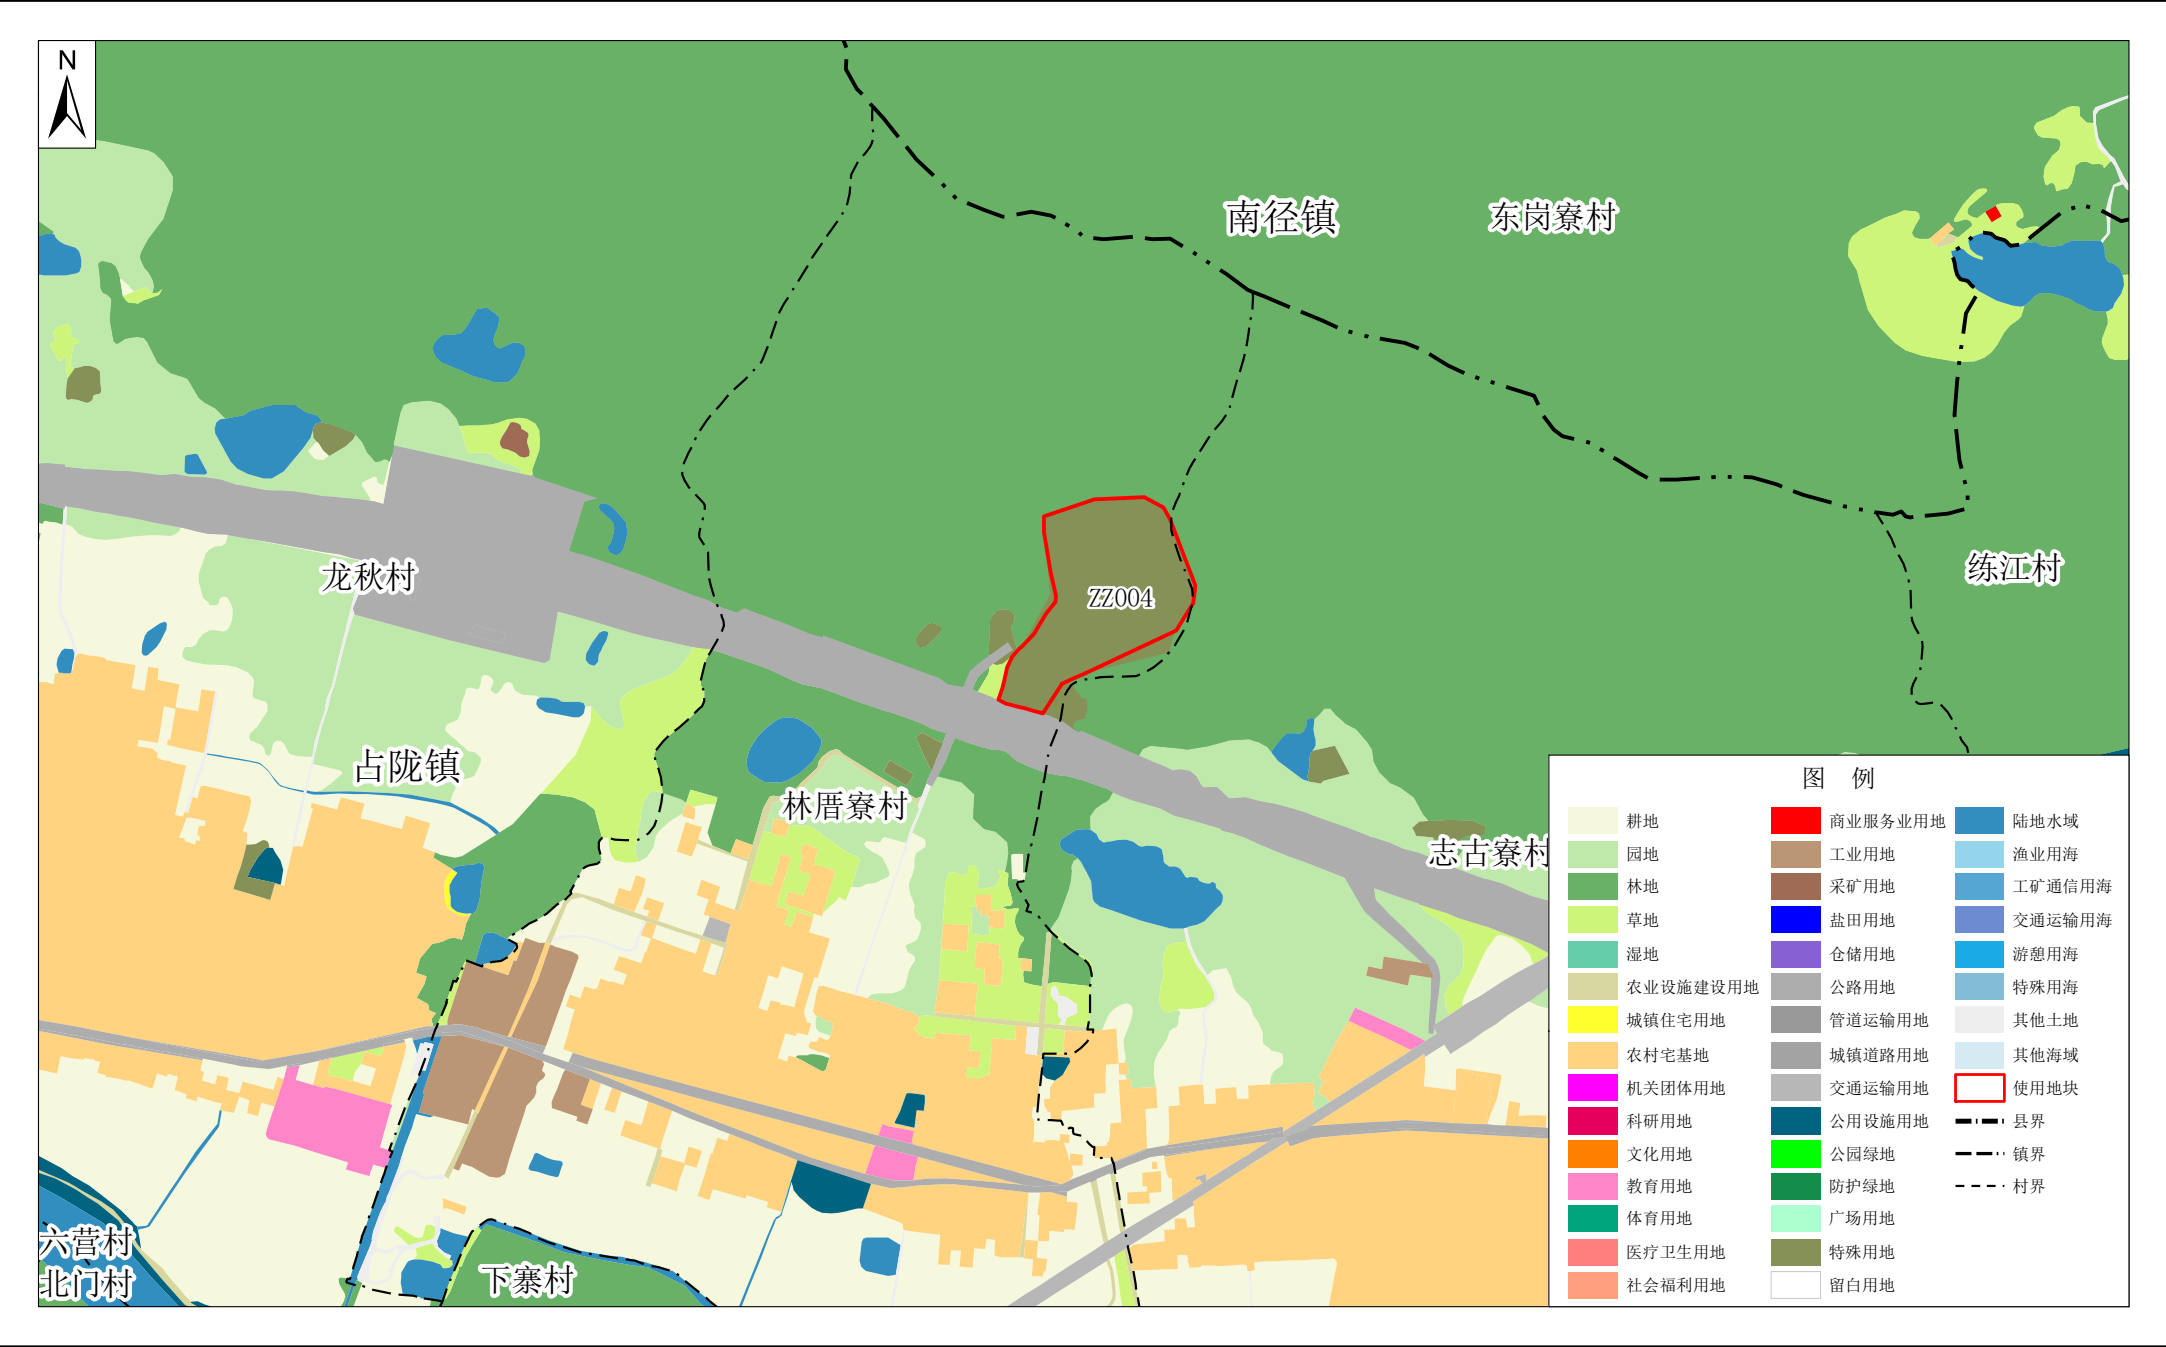 N
南径镇
东岗寮村
龙秋村
练江村
ZZ004
占陇镇
林厝寮村
志古寮村
六营村
北门村
下寨村
图 例
耕地
园地
林地
草地
湿地
农业设施建设用地
城镇住宅用地
农村宅基地
机关团体用地
科研用地
文化用地
教育用地
体育用地
医疗卫生用地
社会福利用地
商业服务业用地
工业用地
采矿用地
盐田用地
仓储用地
公路用地
管道运输用地
城镇道路用地
交通运输用地
公用设施用地
公园绿地
防护绿地
广场用地
特殊用地
留白用地
陆地水域
渔业用海
工矿通信用海
交通运输用海
游憩用海
特殊用海
其他土地
其他海域
使用地块
县界
镇界
村界